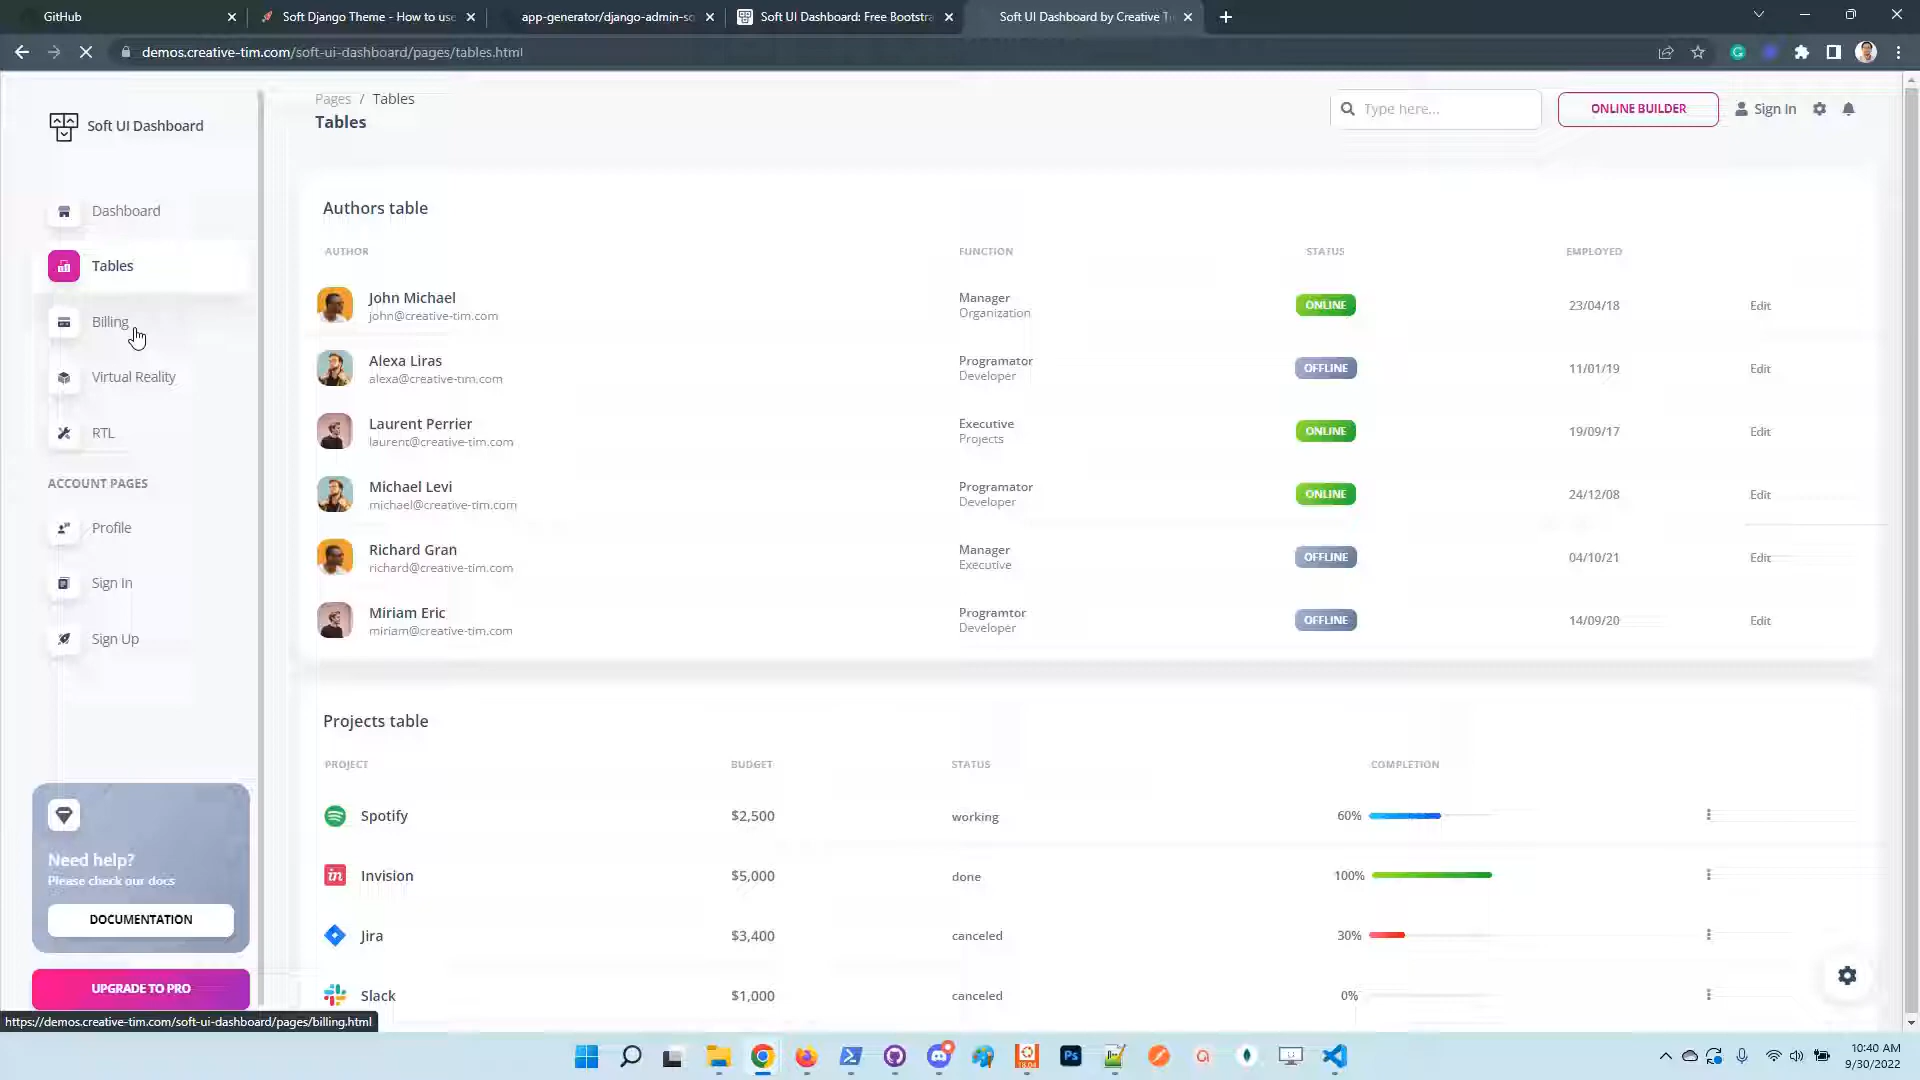 GitHub
Soft Django Theme - How to use
app-generator/django-admin-so
Soft UI Dashboard: Free Bootstra
Soft UI Dashboard by Creative Ti
demos.creative-tim.com/soft-ui-dashboard/pages/tables.html
Soft UI Dashboard
Dashboard
Tables
Billing
Virtual Reality
RTL
ACCOUNT PAGES
Profile
Sign In
Sign Up
Need help?
Please check our docs
DOCUMENTATION
UPGRADE TO PRO
https://demos.creative-tim.com/soft-ui-dashboard/pages/billing.html
Pages / Tables
Tables
Type here...
ONLINE BUILDER
Sign In
Authors table
AUTHOR FUNCTION STATUS EMPLOYED
John Michael
john@creative-tim.com
Manager
Organization
ONLINE
23/04/18
Edit
Alexa Liras
alexa@creative-tim.com
Programator
Developer
OFFLINE
11/01/19
Edit
Laurent Perrier
laurent@creative-tim.com
Executive
Projects
ONLINE
19/09/17
Edit
Michael Levi
michael@creative-tim.com
Programator
Developer
ONLINE
24/12/08
Edit
Richard Gran
richard@creative-tim.com
Manager
Executive
OFFLINE
04/10/21
Edit
Miriam Eric
miriam@creative-tim.com
Programtor
Developer
OFFLINE
14/09/20
Edit
Projects table
PROJECT BUDGET STATUS COMPLETION
Spotify $2,500 working 60%
in Invision $5,000 done 100%
Jira $3,400 canceled 30%
Slack $1,000 canceled 0%
Ps
10:40 AM
9/30/2022